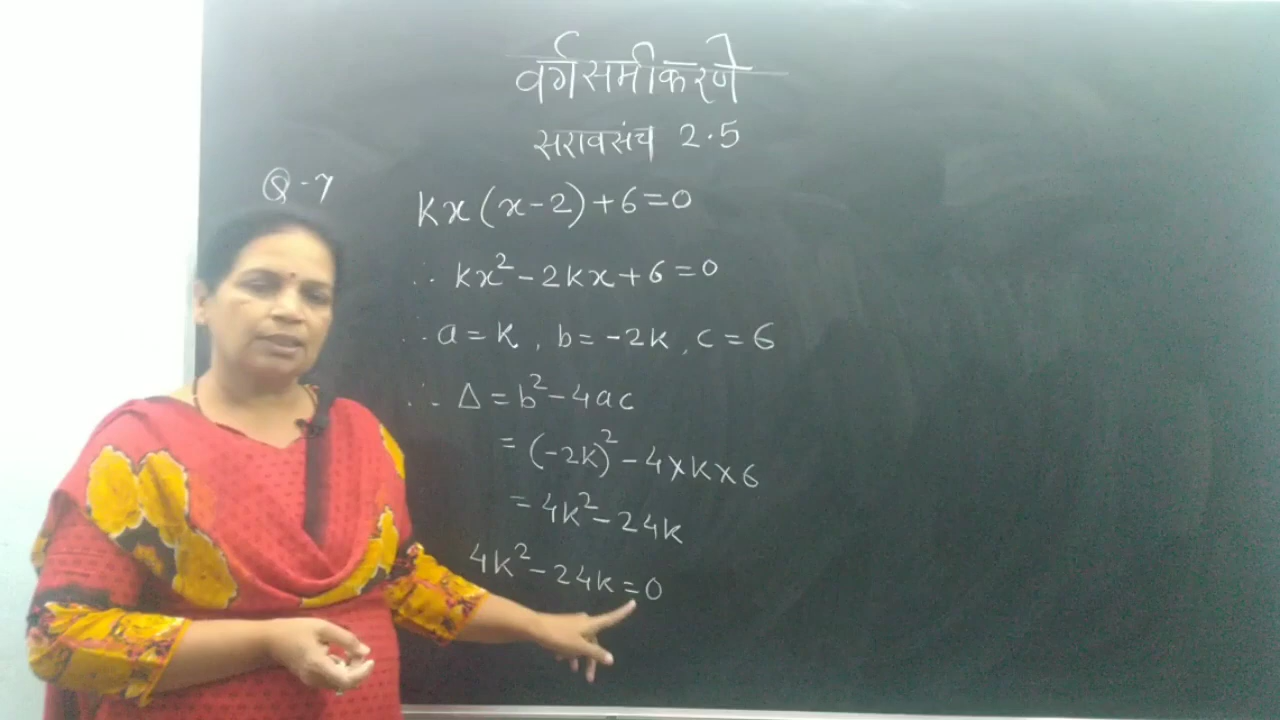 वर्गसमीकरणे
सरावसंच 2.5
Q-7
kx(x-2)+6=0
∴ kx²-2kx+6=0
∴ a=k, b=-2k, c=6
∴ Δ=b²-4ac
=(-2k)²-4×k×6
=4k²-24k
4k²-24k=0